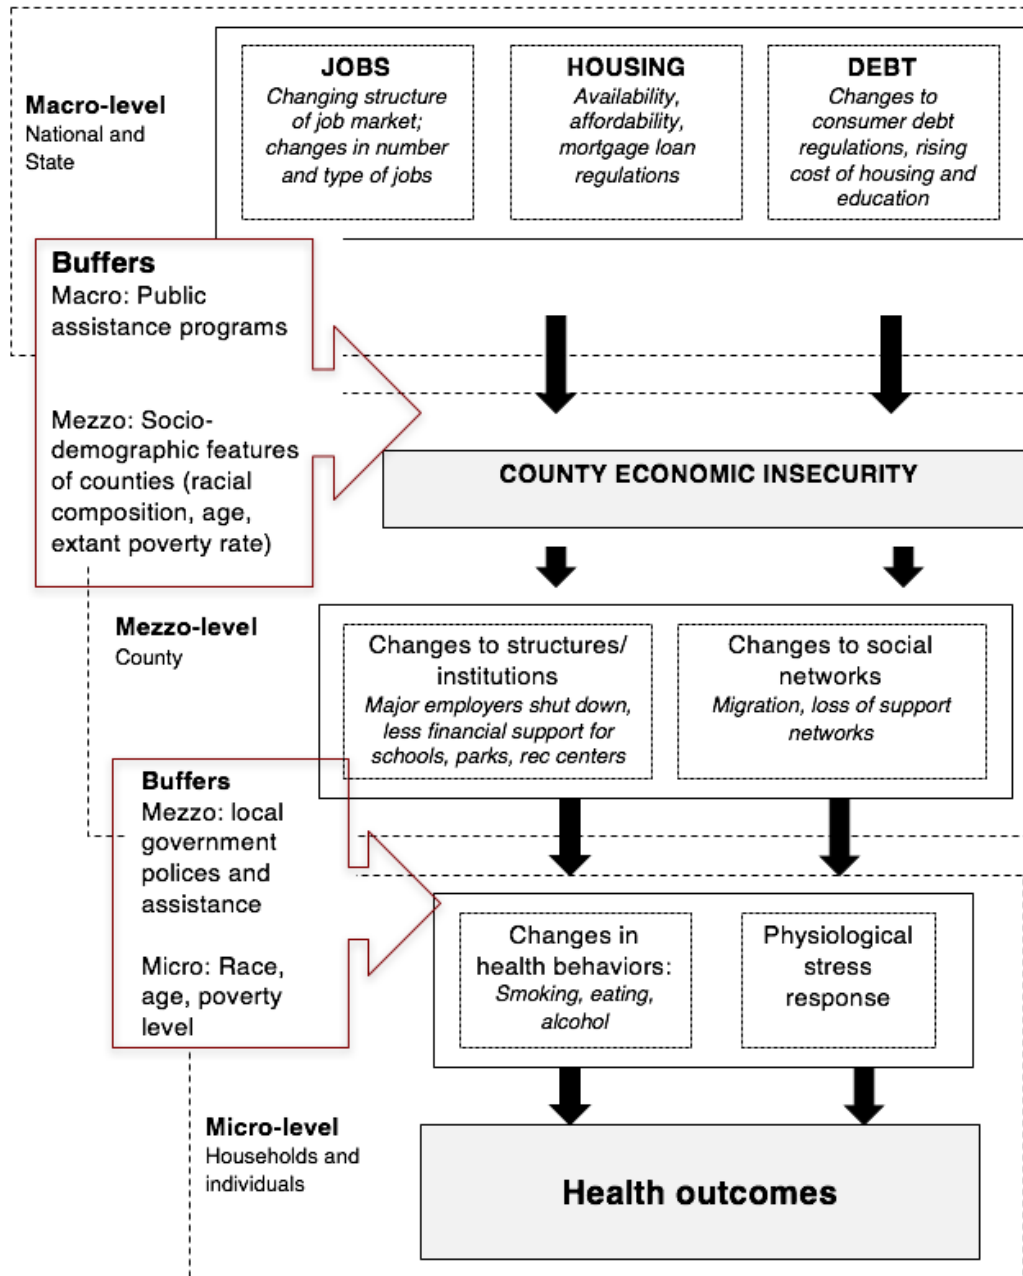 Macro-level
National and
State
JOBS
Changing structure
of job market;
changes in number
and type of jobs
HOUSING
Availability,
affordability,
mortgage loan
regulations
DEBT
Changes to
consumer debt
regulations, rising
cost of housing and
education
Buffers
Macro: Public
assistance programs
Mezzo: Socio-
demographic features
of counties (racial
composition, age,
extant poverty rate)
COUNTY ECONOMIC INSECURITY
Mezzo-level
County
Changes to structures/
institutions
Major employers shut down,
less financial support for
schools, parks, rec centers
Changes to social
networks
Migration, loss of support
networks
Buffers
Mezzo: local
government
polices and
assistance
Micro: Race,
age, poverty
level
Changes in
health behaviors:
Smoking, eating,
alcohol
Physiological
stress
response
Micro-level
Households and
individuals
Health outcomes